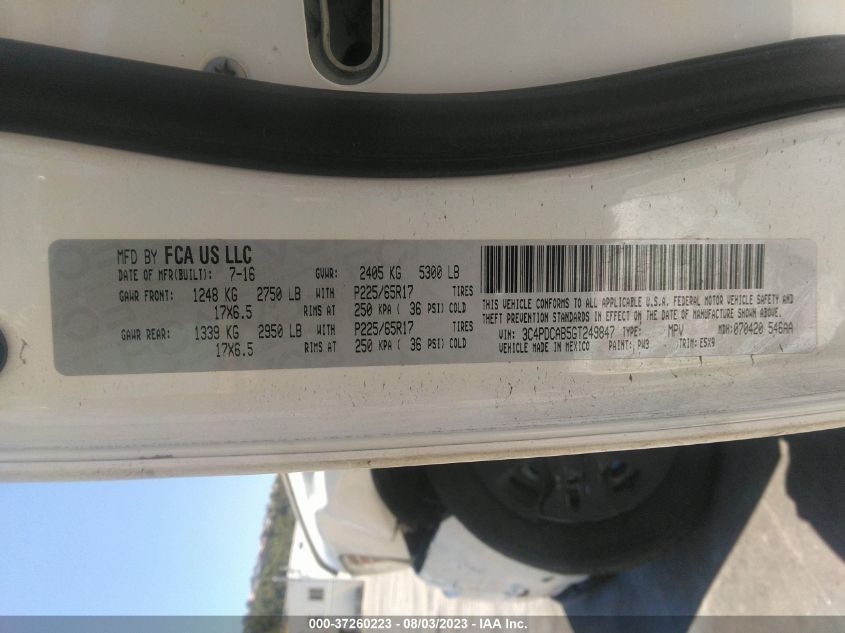 MFD BY FCA US LLC
DATE OF MFR(BUILT): 7-16 GVWR: 2405 KG 5300 LB
GAWR FRONT: 1248 KG 2750 LB WITH P225/65R17 TIRES
17X6.5 RIMS AT 250 KPA ( 36 PSI) COLD
GAWR REAR: 1339 KG 2950 LB WITH P225/65R17 TIRES
17X6.5 RIMS AT 250 KPA ( 36 PSI) COLD
THIS VEHICLE CONFORMS TO ALL APPLICABLE U.S.A. FEDERAL MOTOR VEHICLE SAFETY AND
THEFT PREVENTION STANDARDS IN EFFECT ON THE DATE OF MANUFACTURE SHOWN ABOVE.
VIN: 3C4PDCAB5GT249847 TYPE: MPV MDH: 070420 546AA
VEHICLE MADE IN MEXICO PAINT: PW3 TRIM: E5X9
000-37260223 - 08/03/2023 - IAA Inc.